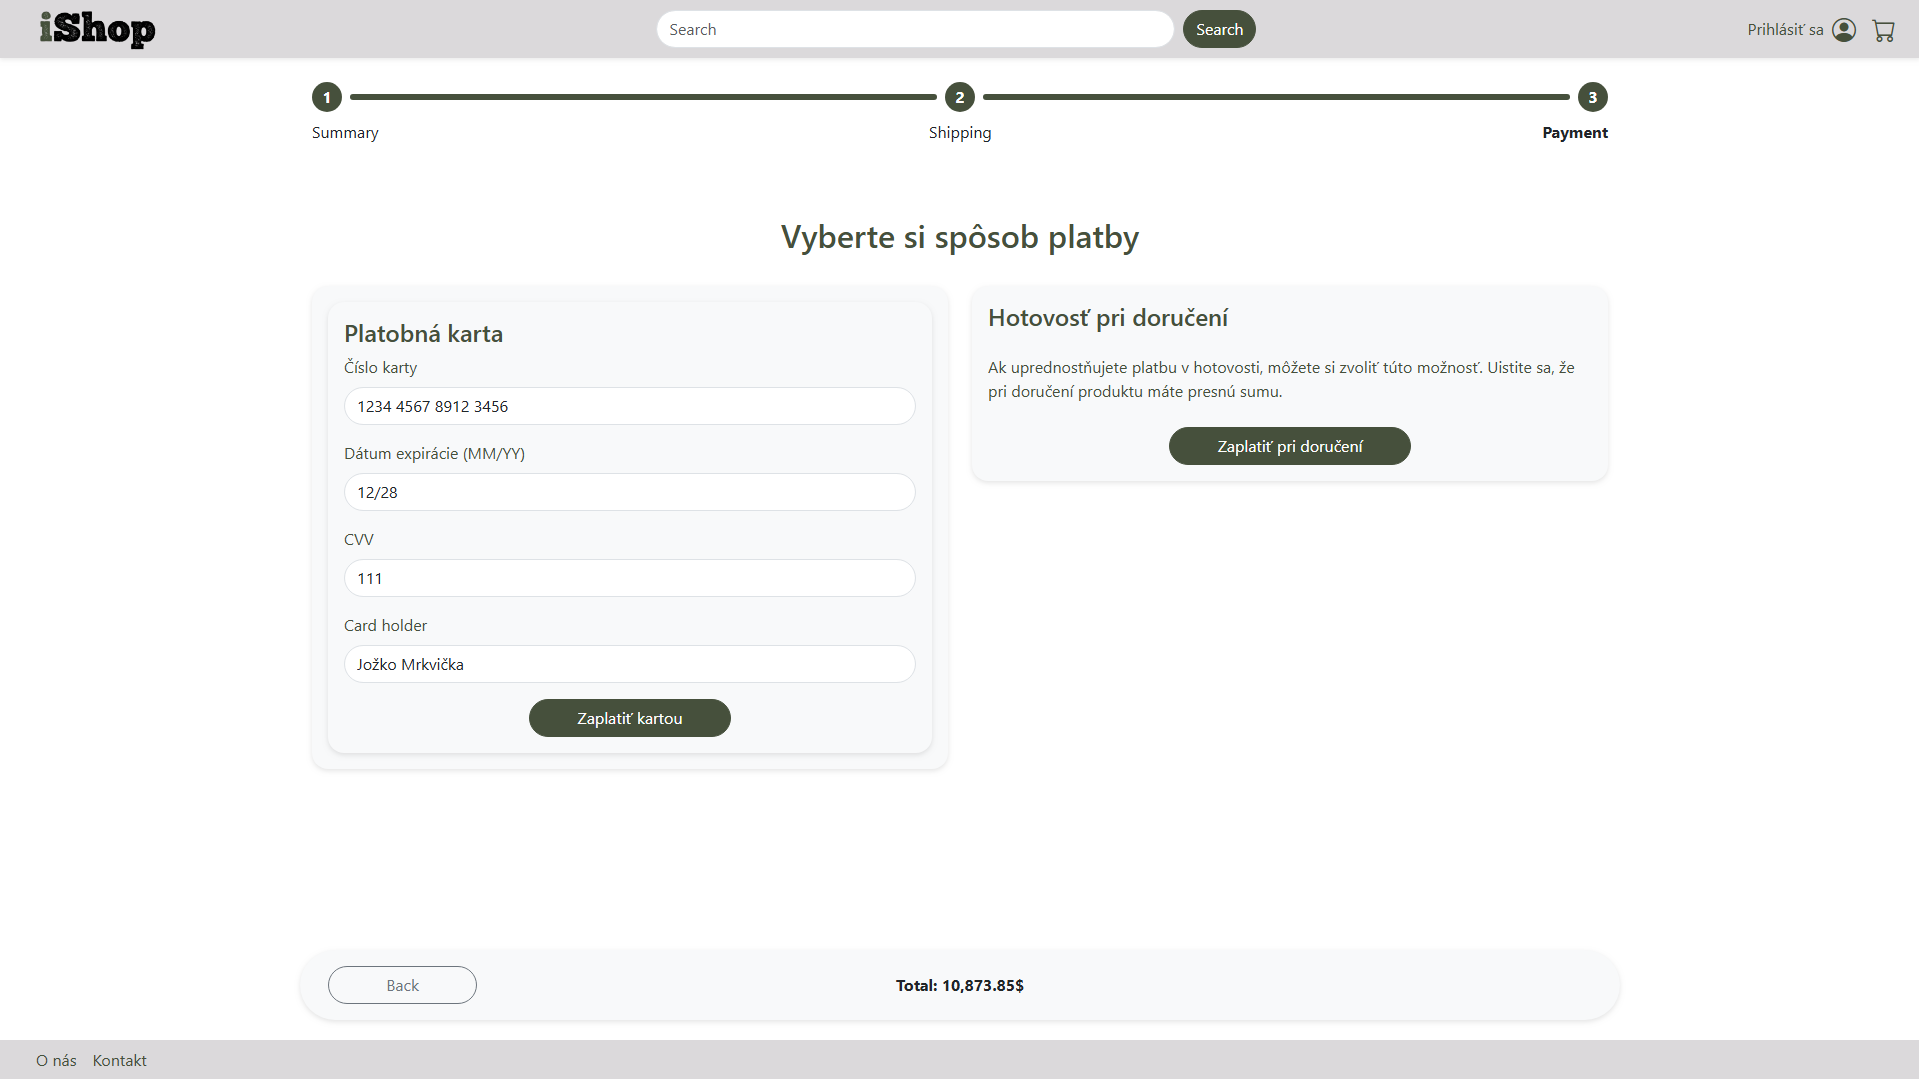 iShop
Search
Search
Prihlásiť sa
1
2
3
Summary
Shipping
Payment
Vyberte si spôsob platby
Platobná karta
Číslo karty
1234 4567 8912 3456
Dátum expirácie (MM/YY)
12/28
CVV
111
Card holder
Jožko Mrkvička
Zaplatiť kartou
Hotovosť pri doručení
Ak uprednostňujete platbu v hotovosti, môžete si zvoliť túto možnosť. Uistite sa, že
pri doručení produktu máte presnú sumu.
Zaplatiť pri doručení
Back
Total: 10,873.85$
O nás
Kontakt